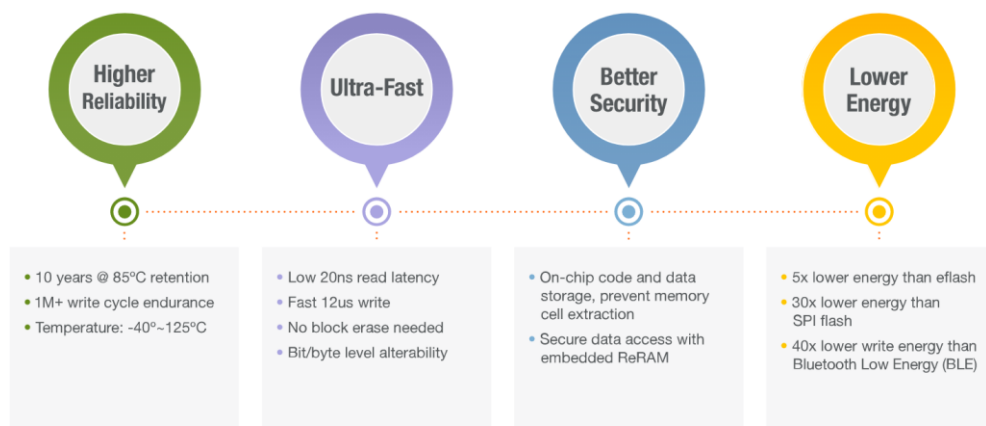 Higher
Reliability
Ultra-Fast
Better
Security
Lower
Energy
• 10 years @ 85ºC retention
• 1M+ write cycle endurance
• Temperature: -40º~125ºC
• Low 20ns read latency
• Fast 12us write
• No block erase needed
• Bit/byte level alterability
• On-chip code and data
storage, prevent memory
cell extraction
• Secure data access with
embedded ReRAM
• 5x lower energy than eflash
• 30x lower energy than
SPI flash
• 40x lower write energy than
Bluetooth Low Energy (BLE)